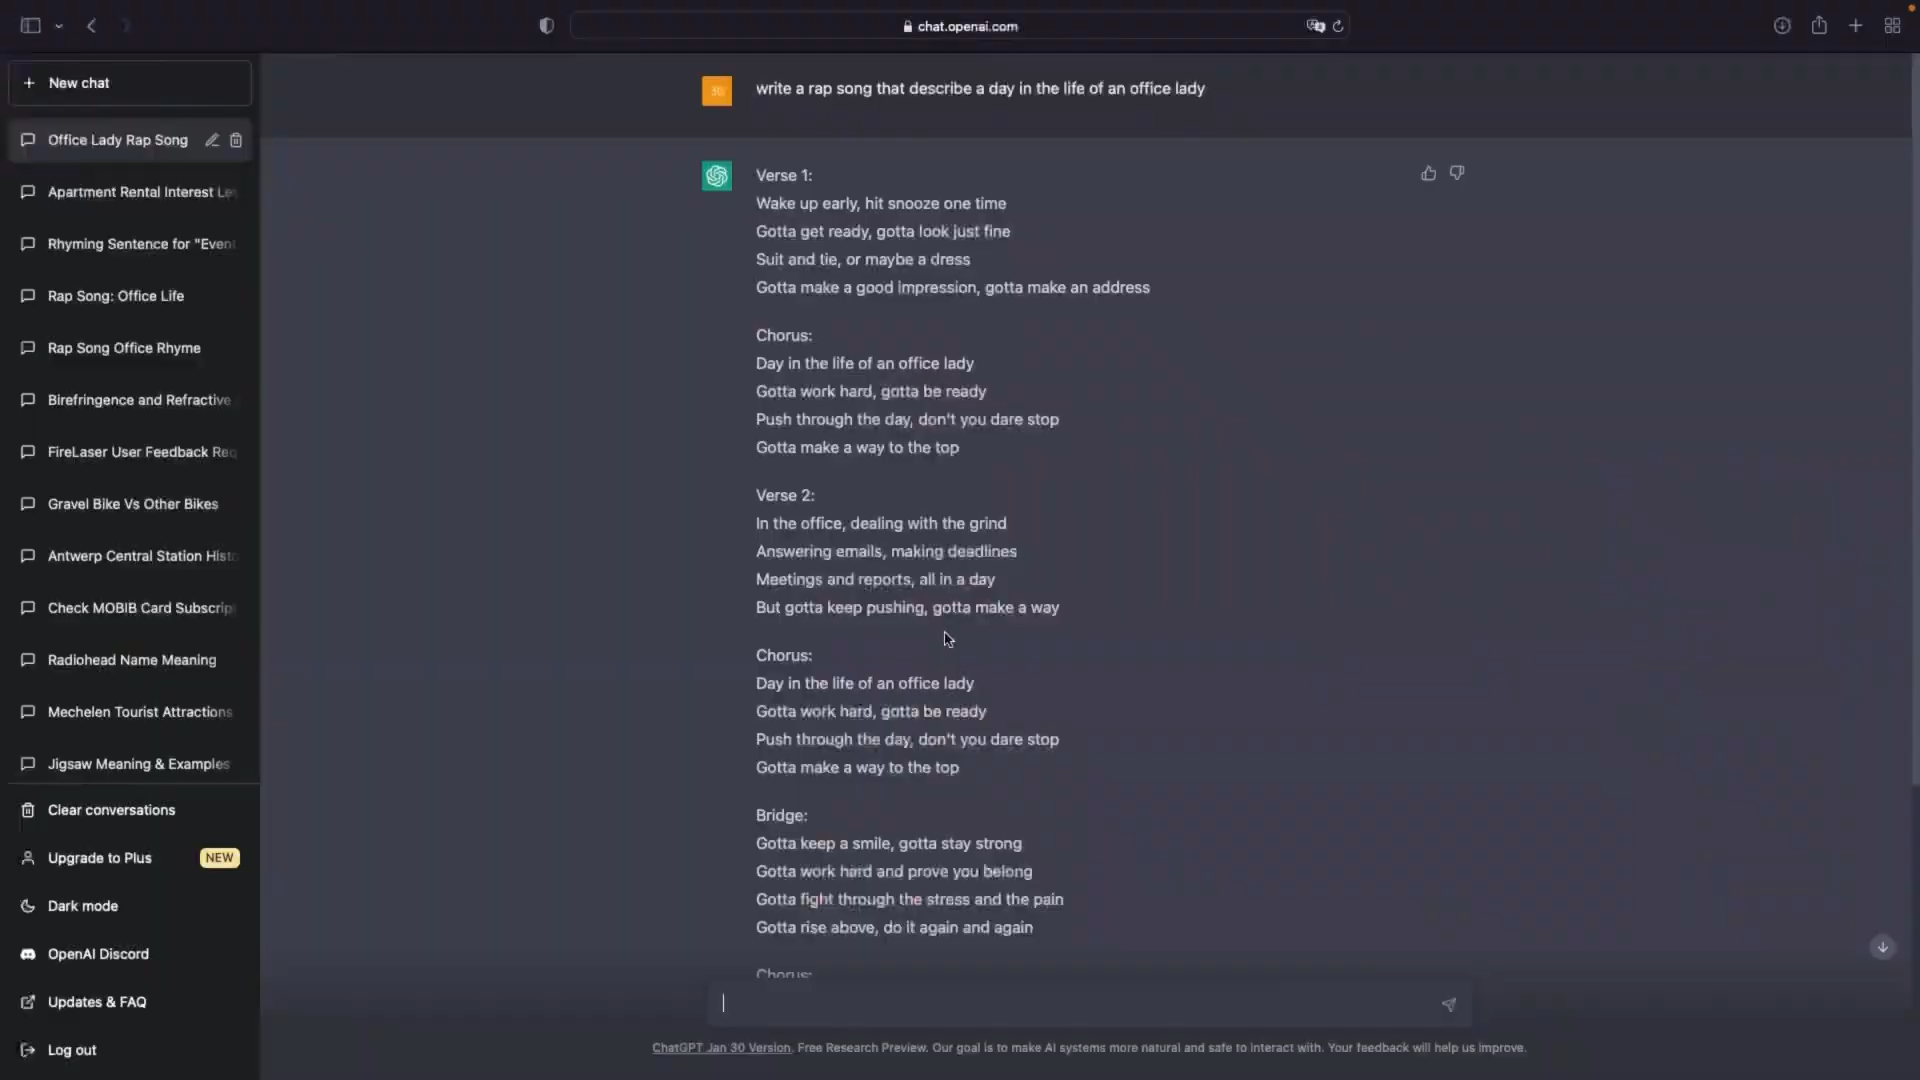 chat.openai.com
New chat
Office Lady Rap Song
Apartment Rental Interest Le
Rhyming Sentence for "Even
Rap Song: Office Life
Rap Song Office Rhyme
Birefringence and Refractive
FireLaser User Feedback Req
Gravel Bike Vs Other Bikes
Antwerp Central Station Histo
Check MOBIB Card Subscrip
Radiohead Name Meaning
Mechelen Tourist Attractions
Jigsaw Meaning & Examples
Clear conversations
Upgrade to Plus NEW
Dark mode
OpenAI Discord
Updates & FAQ
Log out
write a rap song that describe a day in the life of an office lady
Verse 1:
Wake up early, hit snooze one time
Gotta get ready, gotta look just fine
Suit and tie, or maybe a dress
Gotta make a good impression, gotta make an address
Chorus:
Day in the life of an office lady
Gotta work hard, gotta be ready
Push through the day, don't you dare stop
Gotta make a way to the top
Verse 2:
In the office, dealing with the grind
Answering emails, making deadlines
Meetings and reports, all in a day
But gotta keep pushing, gotta make a way
Chorus:
Day in the life of an office lady
Gotta work hard, gotta be ready
Push through the day, don't you dare stop
Gotta make a way to the top
Bridge:
Gotta keep a smile, gotta stay strong
Gotta work hard and prove you belong
Gotta fight through the stress and the pain
Gotta rise above, do it again and again
Chorus:
ChatGPT Jan 30 Version. Free Research Preview. Our goal is to make AI systems more natural and safe to interact with. Your feedback will help us improve.